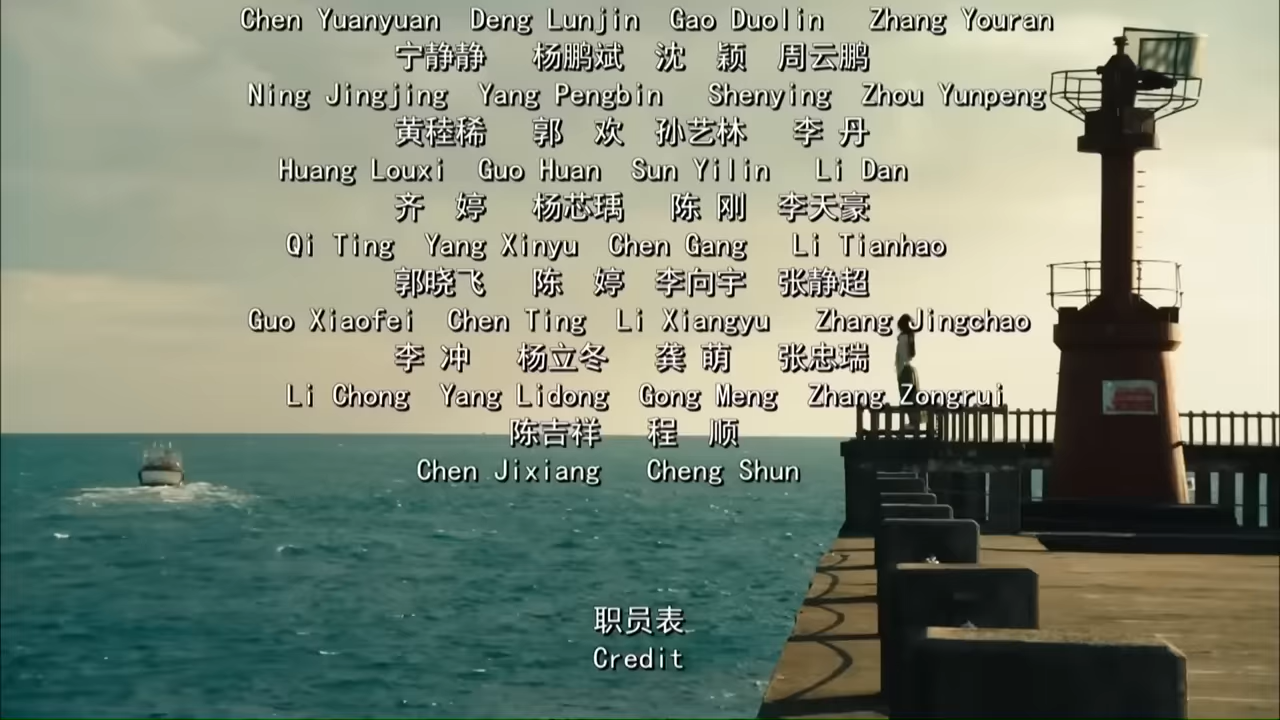 Chen Yuanyuan Deng Lunjin Gao Duolin Zhang Youran
宁静静 杨鹏斌 沈 颖 周云鹏
Ning Jingjing Yang Pengbin Shenying Zhou Yunpeng
黄稑稀 郭 欢 孙艺林 李 丹
Huang Louxi Guo Huan Sun Yilin Li Dan
齐 婷 杨芯瑀 陈 刚 李天豪
Qi Ting Yang Xinyu Chen Gang Li Tianhao
郭晓飞 陈 婷 李向宇 张静超
Guo Xiaofei Chen Ting Li Xiangyu Zhang Jingchao
李 冲 杨立冬 龚 萌 张忠瑞
Li Chong Yang Lidong Gong Meng Zhang Zongrui
陈吉祥 程 顺
Chen Jixiang Cheng Shun
职员表
Credit